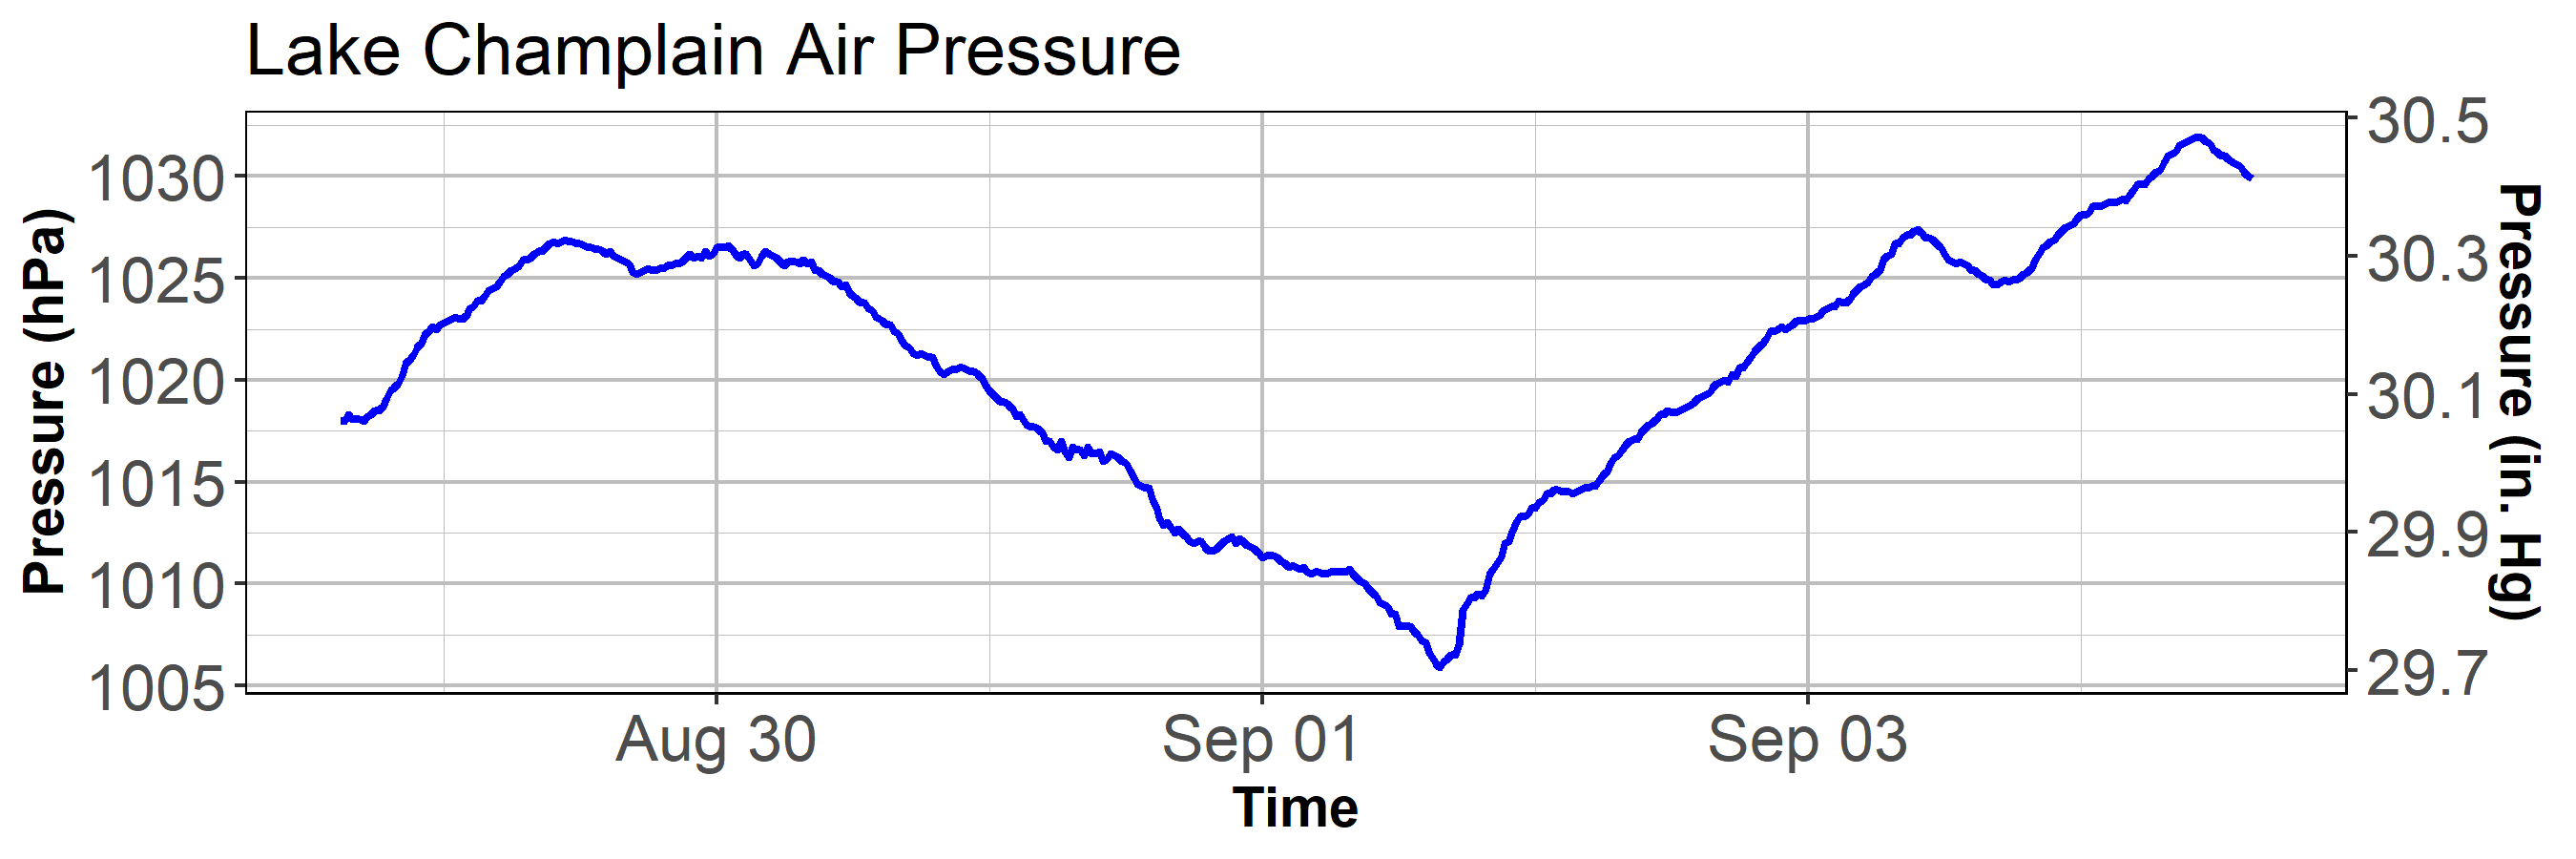 Lake Champlain Air Pressure
Pressure (hPa)
1030
1025
1020
1015
1010
1005
30.5
30.3
30.1
29.9
29.7
Pressure (in. Hg)
Aug 30 Sep 01 Sep 03
Time